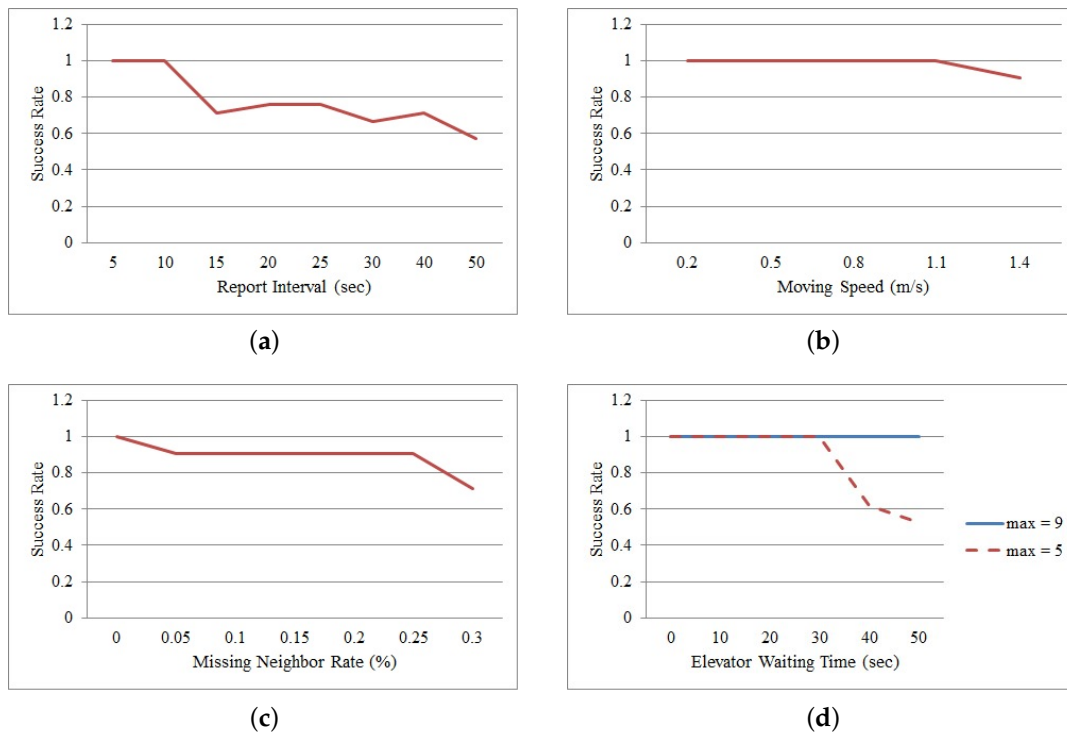 1.2
1
0.8
0.6
0.4
0.2
0
Success Rate
5 10 15 20 25 30 40 50
Report Interval (sec)
(a)
1.2
1
0.8
0.6
0.4
0.2
0
Success Rate
0.2 0.5 0.8 1.1 1.4
Moving Speed (m/s)
(b)
1.2
1
0.8
0.6
0.4
0.2
0
Success Rate
0 0.05 0.1 0.15 0.2 0.25 0.3
Missing Neighbor Rate (%)
(c)
1.2
1
0.8
0.6
0.4
0.2
0
Success Rate
0 10 20 30 40 50
Elevator Waiting Time (sec)
max = 9
max = 5
(d)